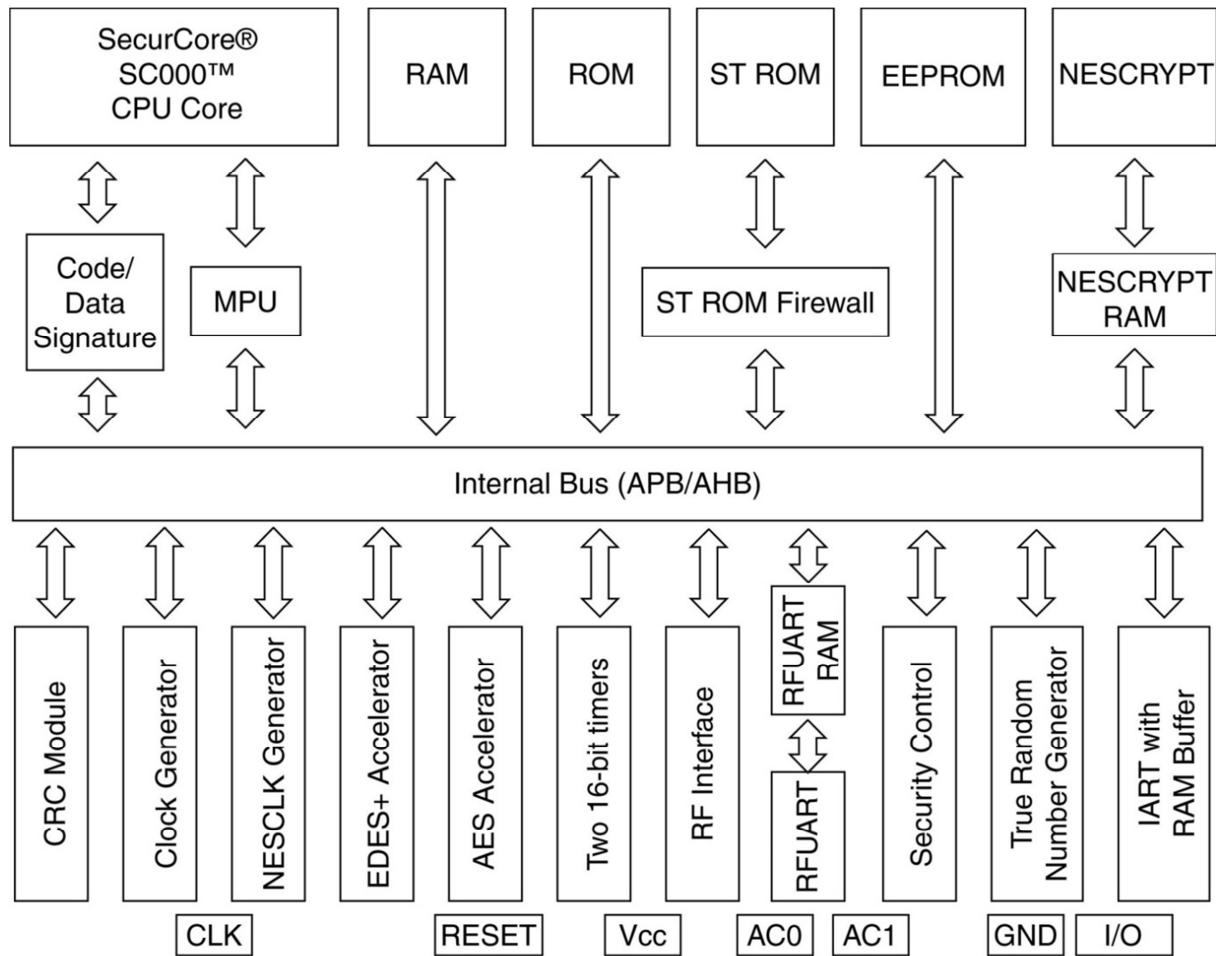 SecurCore®
SC000™
CPU Core
RAM
ROM
ST ROM
EEPROM
NESCRYPT
Code/
Data
Signature
MPU
ST ROM Firewall
NESCRYPT
RAM
Internal Bus (APB/AHB)
CRC Module
Clock Generator
NESCLK Generator
EDES+ Accelerator
AES Accelerator
Two 16-bit timers
RF Interface
RFUART
RAM
RFUART
Security Control
True Random
Number Generator
IART with
RAM Buffer
CLK
RESET
Vcc
AC0
AC1
GND
I/O